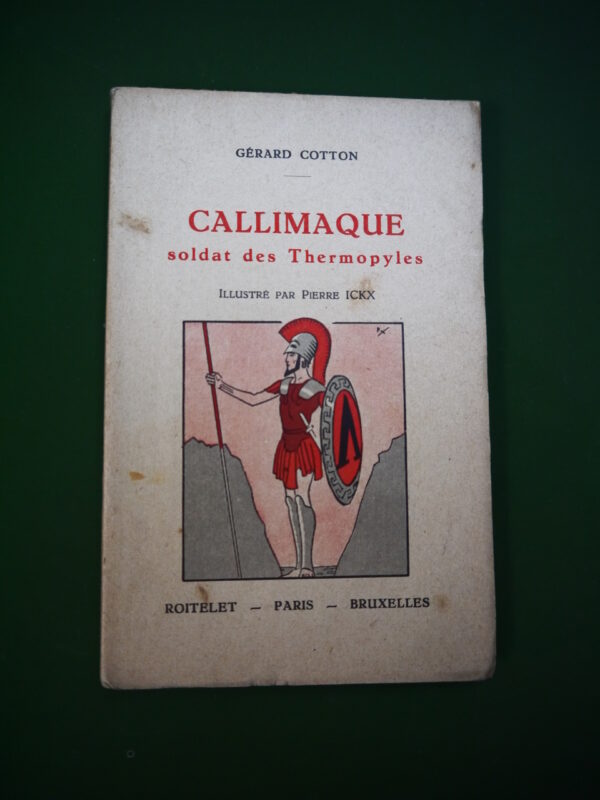 GÉRARD COTTON
CALLIMAQUE
soldat des Thermopyles
ILLUSTRÉ PAR PIERRE ICKX
Λ
ROITELET — PARIS — BRUXELLES